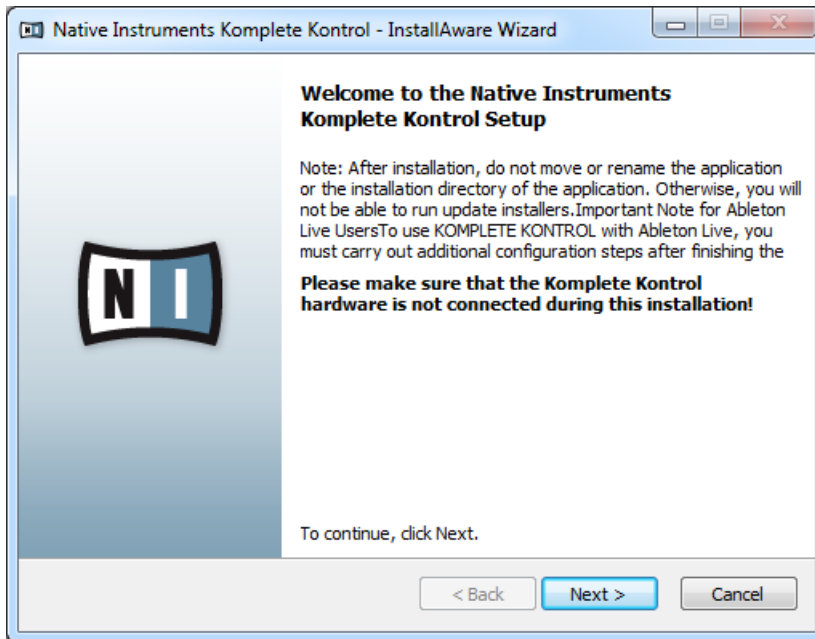 Native Instruments Komplete Kontrol - InstallAware Wizard
Welcome to the Native Instruments
Komplete Kontrol Setup
Note: After installation, do not move or rename the application
or the installation directory of the application. Otherwise, you will
not be able to run update installers.Important Note for Ableton
Live UsersTo use KOMPLETE KONTROL with Ableton Live, you
must carry out additional configuration steps after finishing the
Please make sure that the Komplete Kontrol
hardware is not connected during this installation!
NI
To continue, click Next.
< Back Next > Cancel